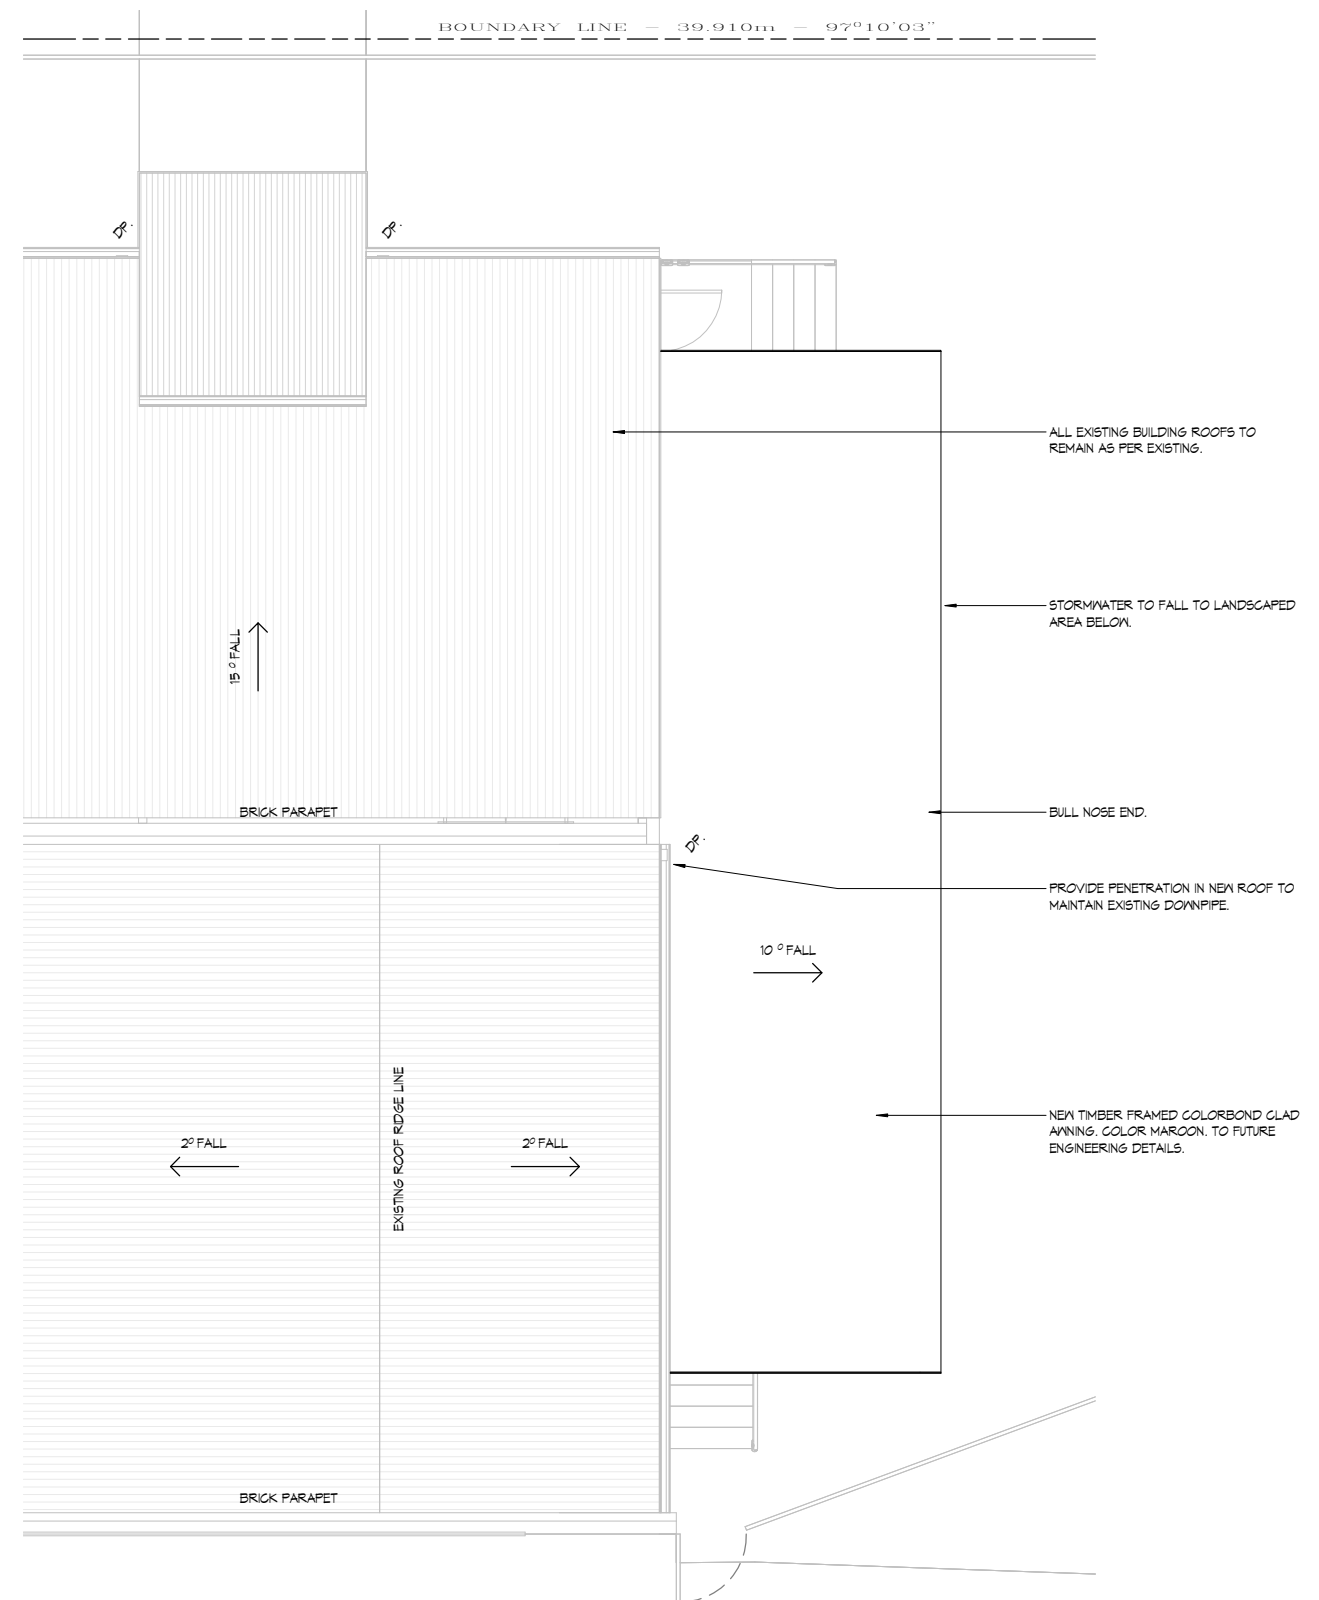 BOUNDARY LINE - 39.910m - 97°10'03"
DP.
DP.
ALL EXISTING BUILDING ROOFS TO
REMAIN AS PER EXISTING.
STORMWATER TO FALL TO LANDSCAPED
AREA BELOW.
15° FALL
BRICK PARAPET
BULL NOSE END.
DP.
PROVIDE PENETRATION IN NEW ROOF TO
MAINTAIN EXISTING DOWNPIPE.
10° FALL
EXISTING ROOF RIDGE LINE
2° FALL
2° FALL
NEW TIMBER FRAMED COLORBOND CLAD
AWNING. COLOR MAROON. TO FUTURE
ENGINEERING DETAILS.
BRICK PARAPET